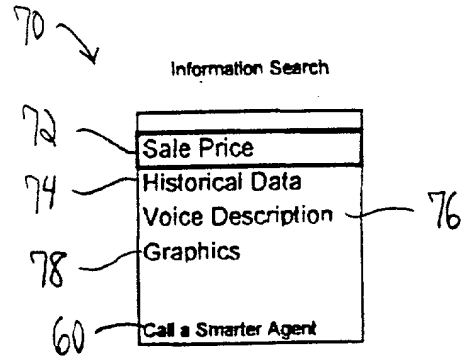 70
Information Search
72
Sale Price
74
Historical Data
Voice Description
76
78
Graphics
60
Call a Smarter Agent